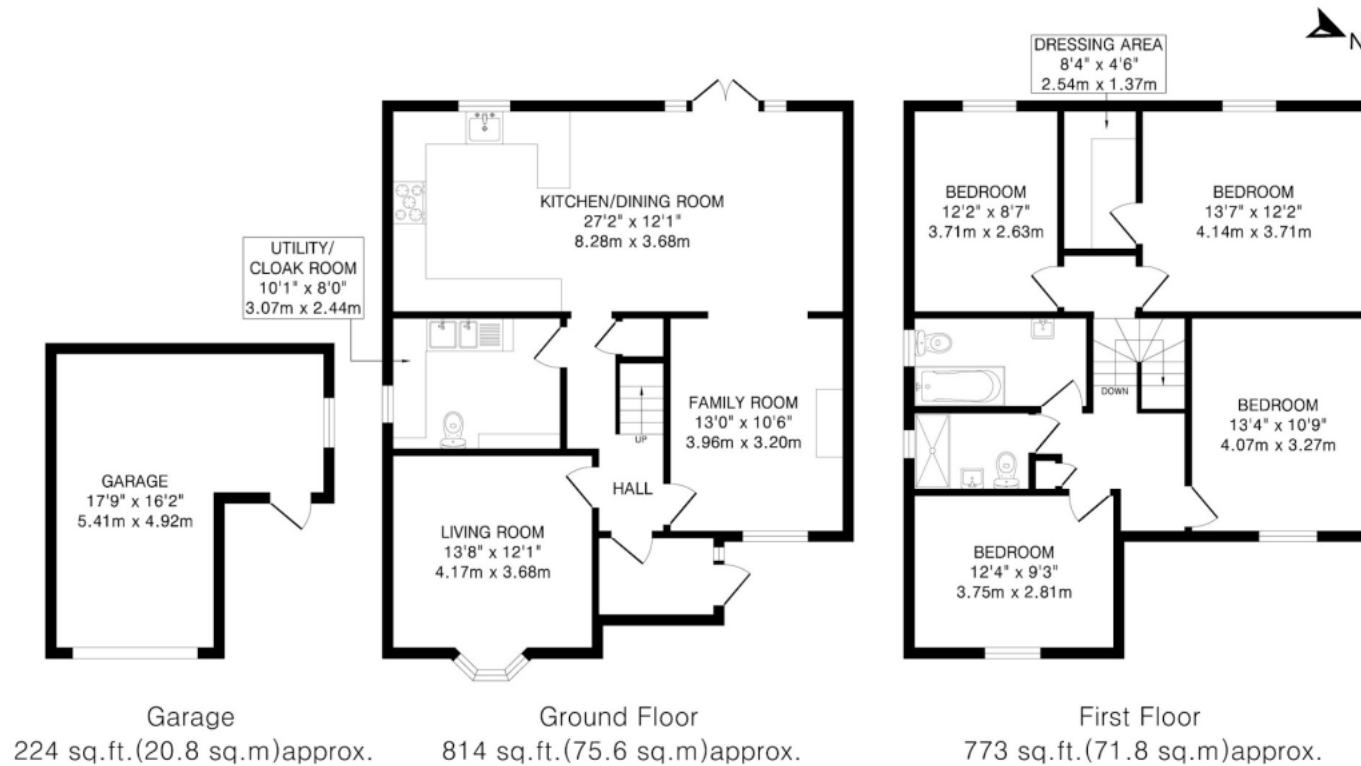 N
DRESSING AREA
8'4" x 4'6"
2.54m x 1.37m
KITCHEN/DINING ROOM
27'2" x 12'1"
8.28m x 3.68m
UTILITY/
CLOAK ROOM
10'1" x 8'0"
3.07m x 2.44m
BEDROOM
12'2" x 8'7"
3.71m x 2.63m
BEDROOM
13'7" x 12'2"
4.14m x 3.71m
GARAGE
17'9" x 16'2"
5.41m x 4.92m
FAMILY ROOM
13'0" x 10'6"
3.96m x 3.20m
UP
HALL
LIVING ROOM
13'8" x 12'1"
4.17m x 3.68m
DOWN
BEDROOM
13'4" x 10'9"
4.07m x 3.27m
BEDROOM
12'4" x 9'3"
3.75m x 2.81m
Garage
224 sq.ft.(20.8 sq.m)approx.
Ground Floor
814 sq.ft.(75.6 sq.m)approx.
First Floor
773 sq.ft.(71.8 sq.m)approx.